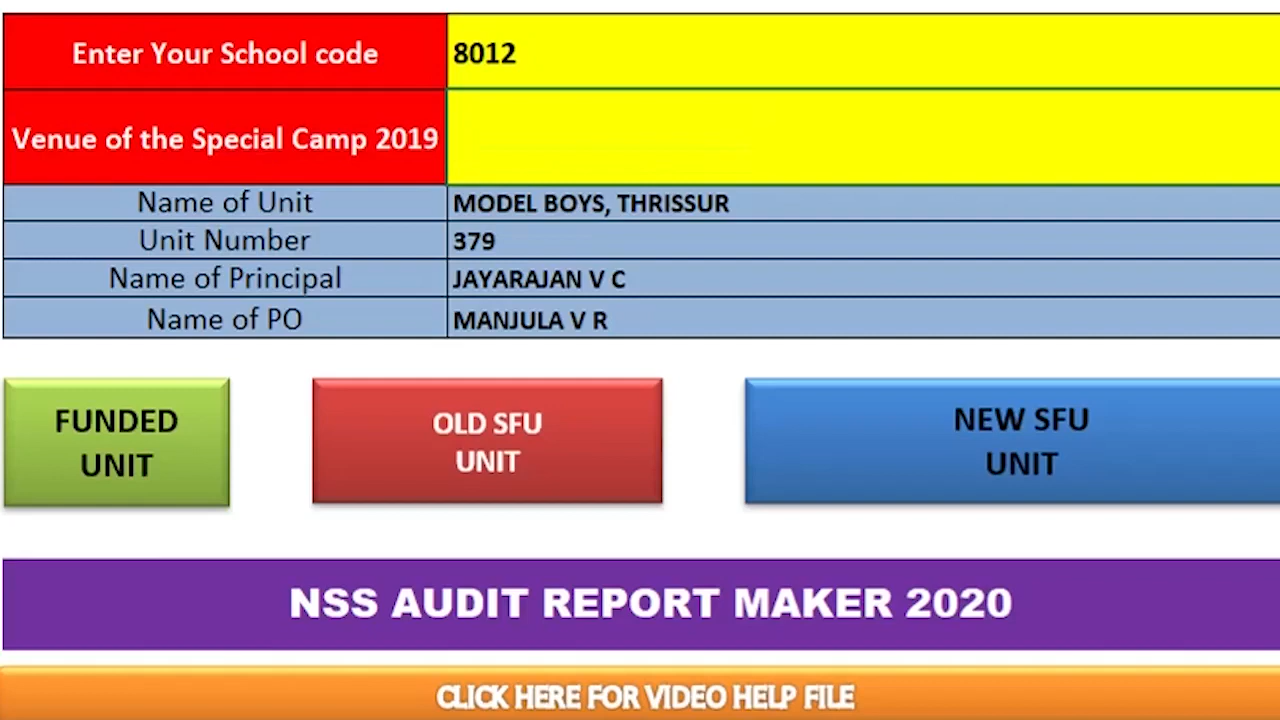 Enter Your School code 8012
Venue of the Special Camp 2019
Name of Unit MODEL BOYS, THRISSUR
Unit Number 379
Name of Principal JAYARAJAN V C
Name of PO MANJULA V R
FUNDED
UNIT
OLD SFU
UNIT
NEW SFU
UNIT
NSS AUDIT REPORT MAKER 2020
CLICK HERE FOR VIDEO HELP FILE